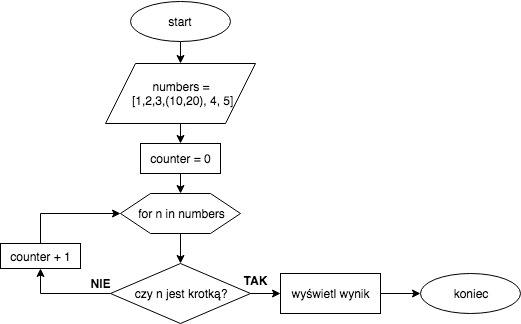 start
numbers =
[1,2,3,(10,20), 4, 5]
counter = 0
for n in numbers
counter + 1
NIE
czy n jest krotką?
TAK
wyświetl wynik
koniec